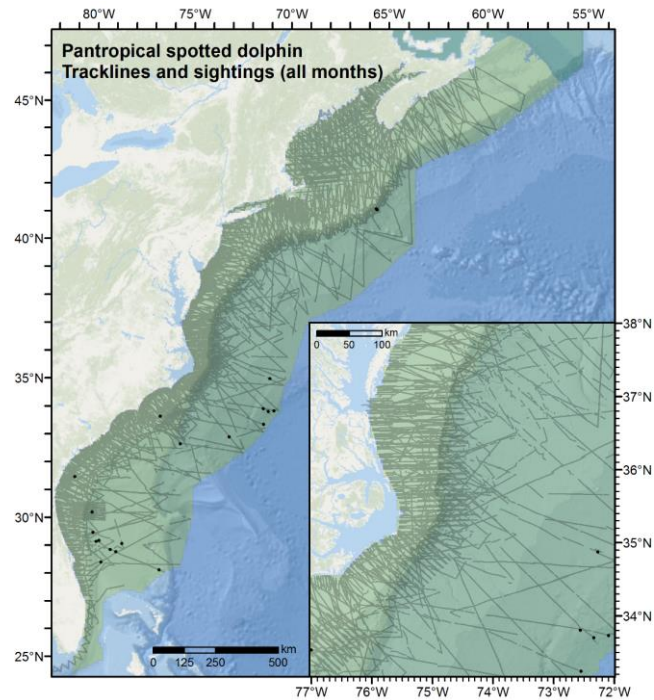 80°W 75°W 70°W 65°W 60°W 55°W
Pantropical spotted dolphin
Tracklines and sightings (all months)
45°N
40°N
35°N
30°N
25°N
km
0 50 100
38°N
37°N
36°N
35°N
34°N
km
0 125 250 500
77°W 76°W 75°W 74°W 73°W 72°W